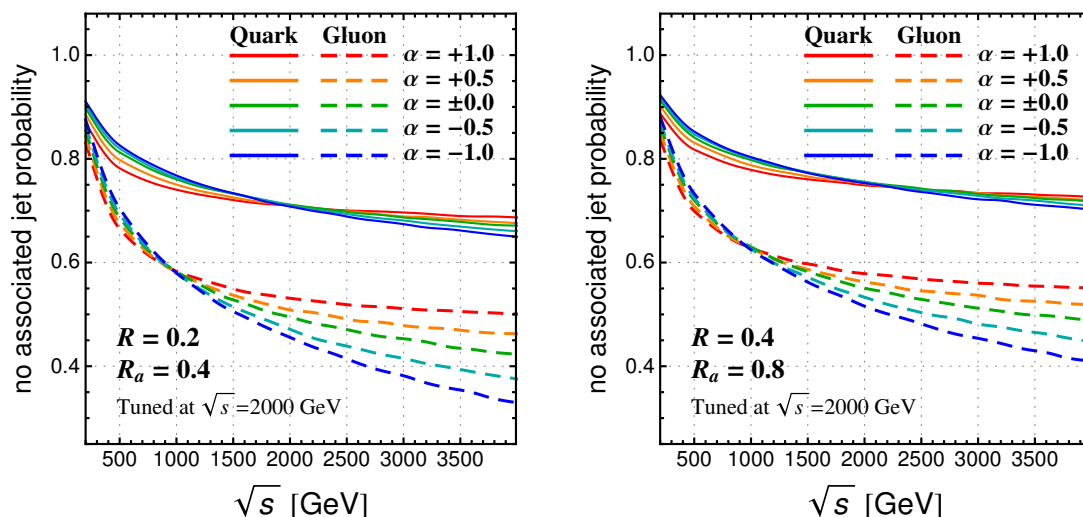 no associated jet probability
1.0
0.8
0.6
0.4
Quark Gluon
α = +1.0
α = +0.5
α = ±0.0
α = −0.5
α = −1.0
R = 0.2
Rₐ = 0.4
Tuned at √s =2000 GeV
500 1000 1500 2000 2500 3000 3500
√s [GeV]
no associated jet probability
1.0
0.8
0.6
0.4
Quark Gluon
α = +1.0
α = +0.5
α = ±0.0
α = −0.5
α = −1.0
R = 0.4
Rₐ = 0.8
Tuned at √s =2000 GeV
500 1000 1500 2000 2500 3000 3500
√s [GeV]